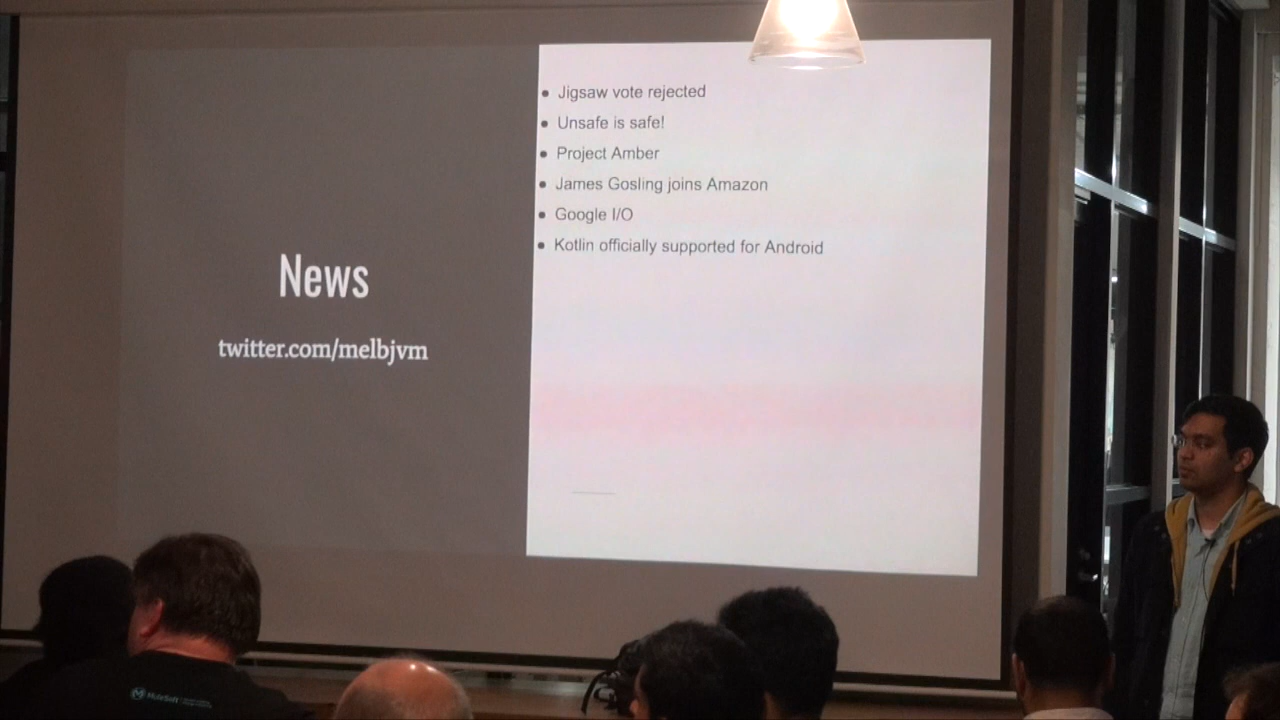 News
twitter.com/melbjvm
Jigsaw vote rejected
Unsafe is safe!
Project Amber
James Gosling joins Amazon
Google I/O
Kotlin officially supported for Android
MuleSoft